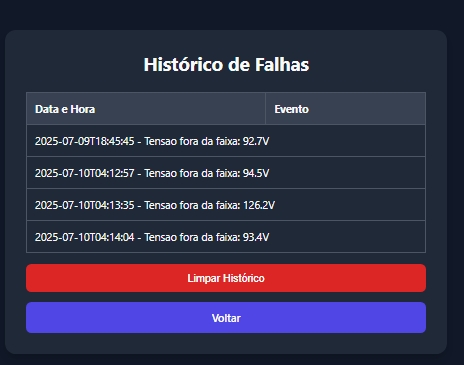 Histórico de Falhas
Data e Hora Evento
2025-07-09T18:45:45 - Tensao fora da faixa: 92.7V
2025-07-10T04:12:57 - Tensao fora da faixa: 94.5V
2025-07-10T04:13:35 - Tensao fora da faixa: 126.2V
2025-07-10T04:14:04 - Tensao fora da faixa: 93.4V
Limpar Histórico
Voltar